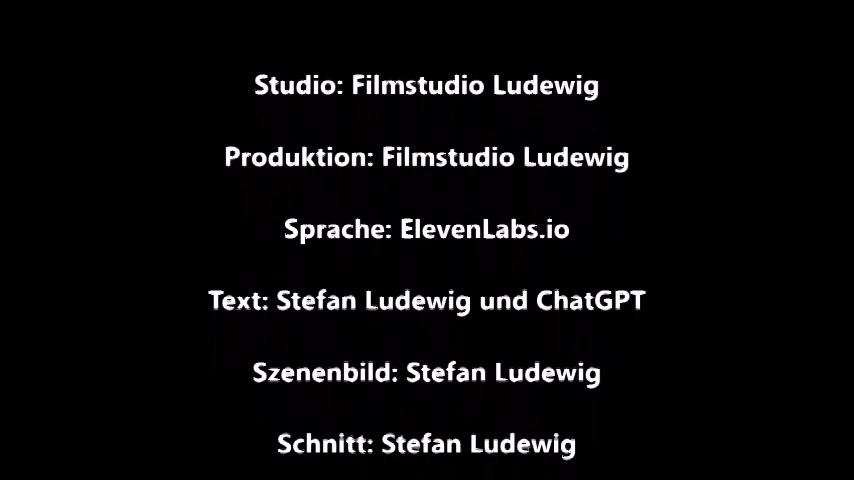 Studio: Filmstudio Ludewig
Produktion: Filmstudio Ludewig
Sprache: ElevenLabs.io
Text: Stefan Ludewig und ChatGPT
Szenenbild: Stefan Ludewig
Schnitt: Stefan Ludewig